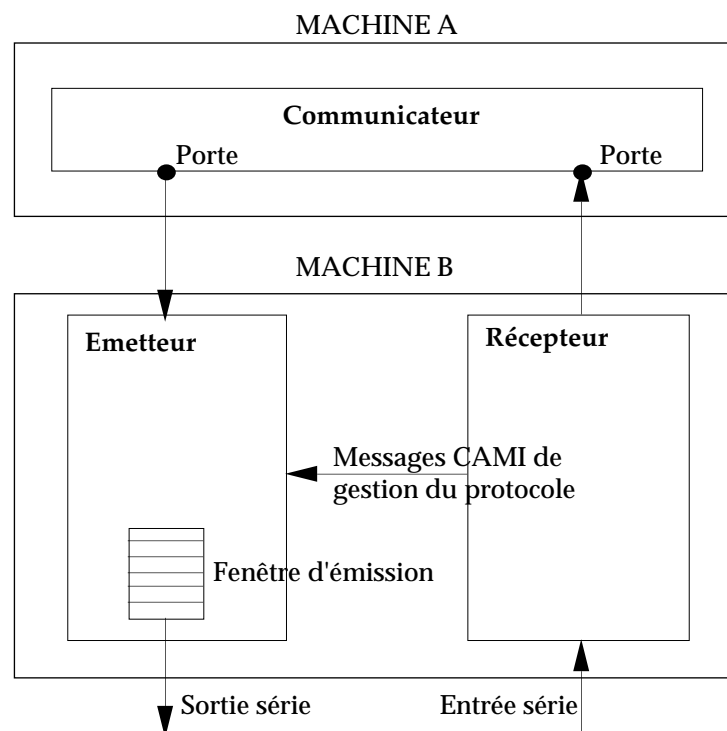 MACHINE A
Communicateur
Porte
Porte
MACHINE B
Emetteur
Récepteur
Messages CAMI de
gestion du protocole
Fenêtre d'émission
Sortie série
Entrée série